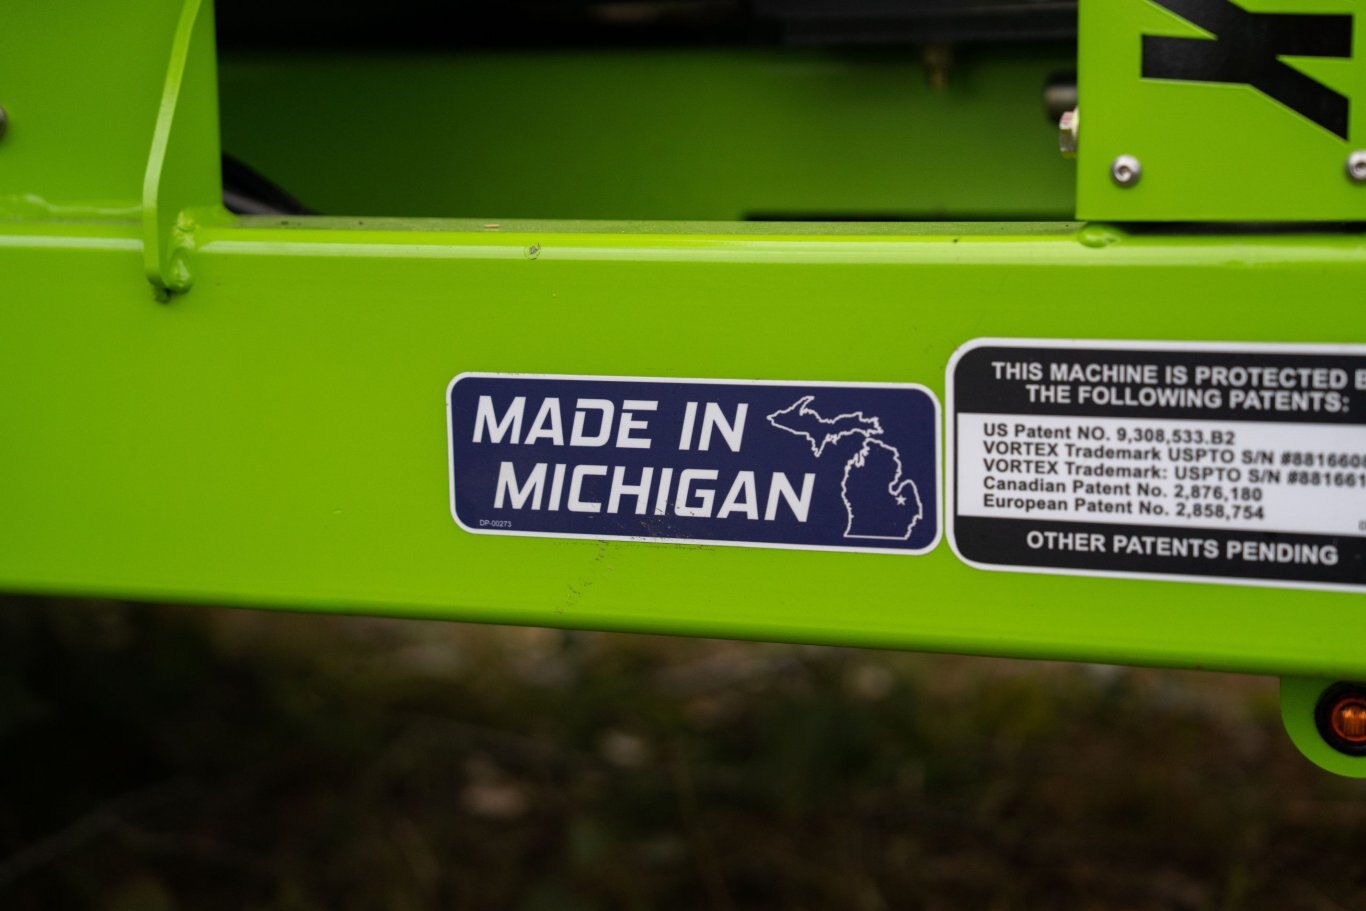 MADE IN
MICHIGAN
DP-00273
THIS MACHINE IS PROTECTED
THE FOLLOWING PATENTS:
US Patent NO. 9,308,533.B2
VORTEX Trademark USPTO S/N #8816608
VORTEX Trademark: USPTO S/N #881661
Canadian Patent No. 2,876,180
European Patent No. 2,858,754
OTHER PATENTS PENDING